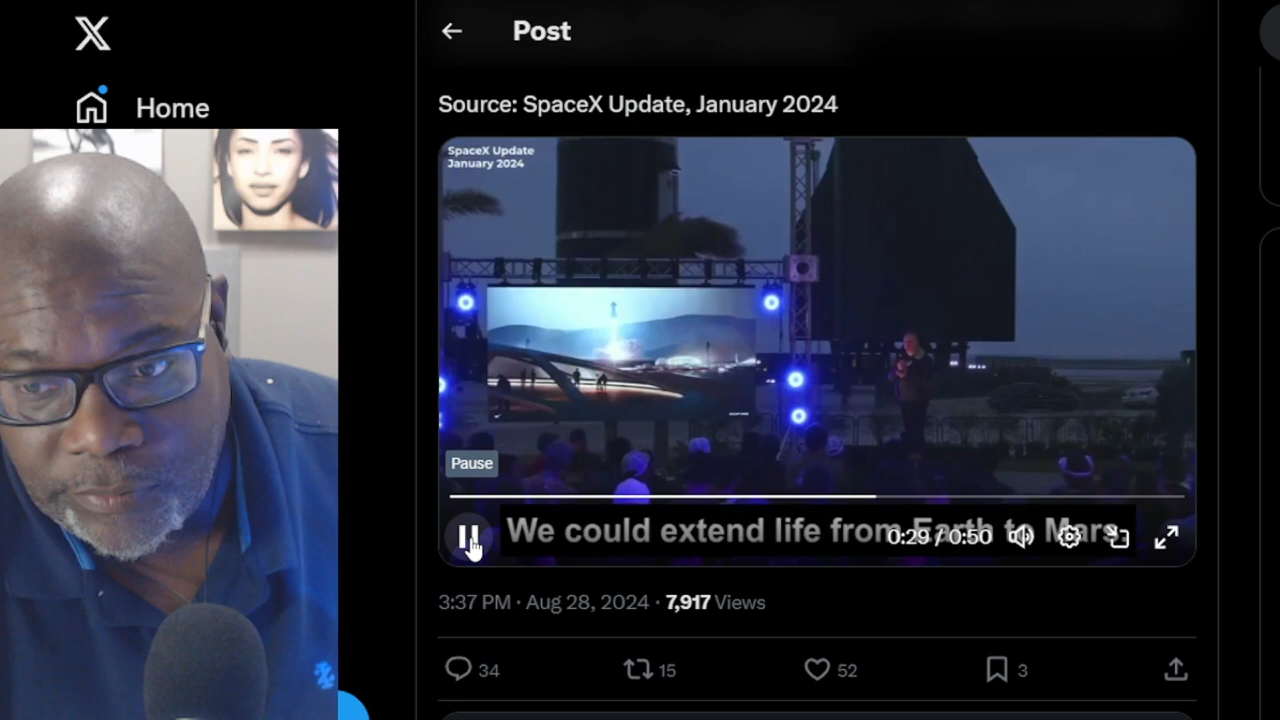 Post
Home
Source: SpaceX Update, January 2024
SpaceX Update
January 2024
Pause
We could extend life from Earth to Mars
0:29 / 0:50
3:37 PM · Aug 28, 2024 · 7,917 Views
34 15 52 3